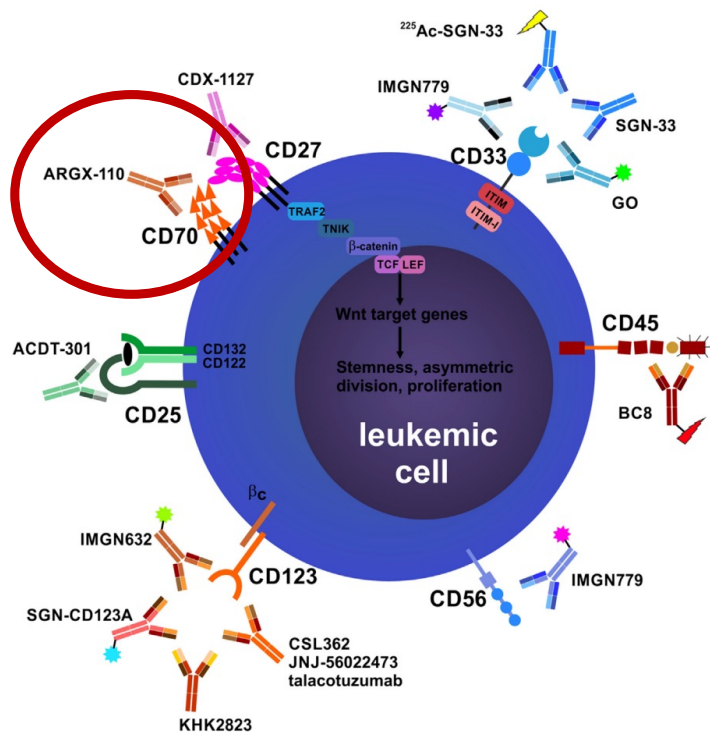 ²²⁵Ac-SGN-33
CDX-1127
IMGN779
SGN-33
CD27
CD33
ARGX-110
GO
ITIM
ITIM-I
TRAF2
CD70
TNIK
β-catenin
TCF LEF
Wnt target genes
CD45
ACDT-301
CD132
CD122
Stemness, asymmetric
division, proliferation
CD25
BC8
leukemic
cell
βc
IMGN632
CD123
IMGN779
CD56
SGN-CD123A
CSL362
JNJ-56022473
talacotuzumab
KHK2823